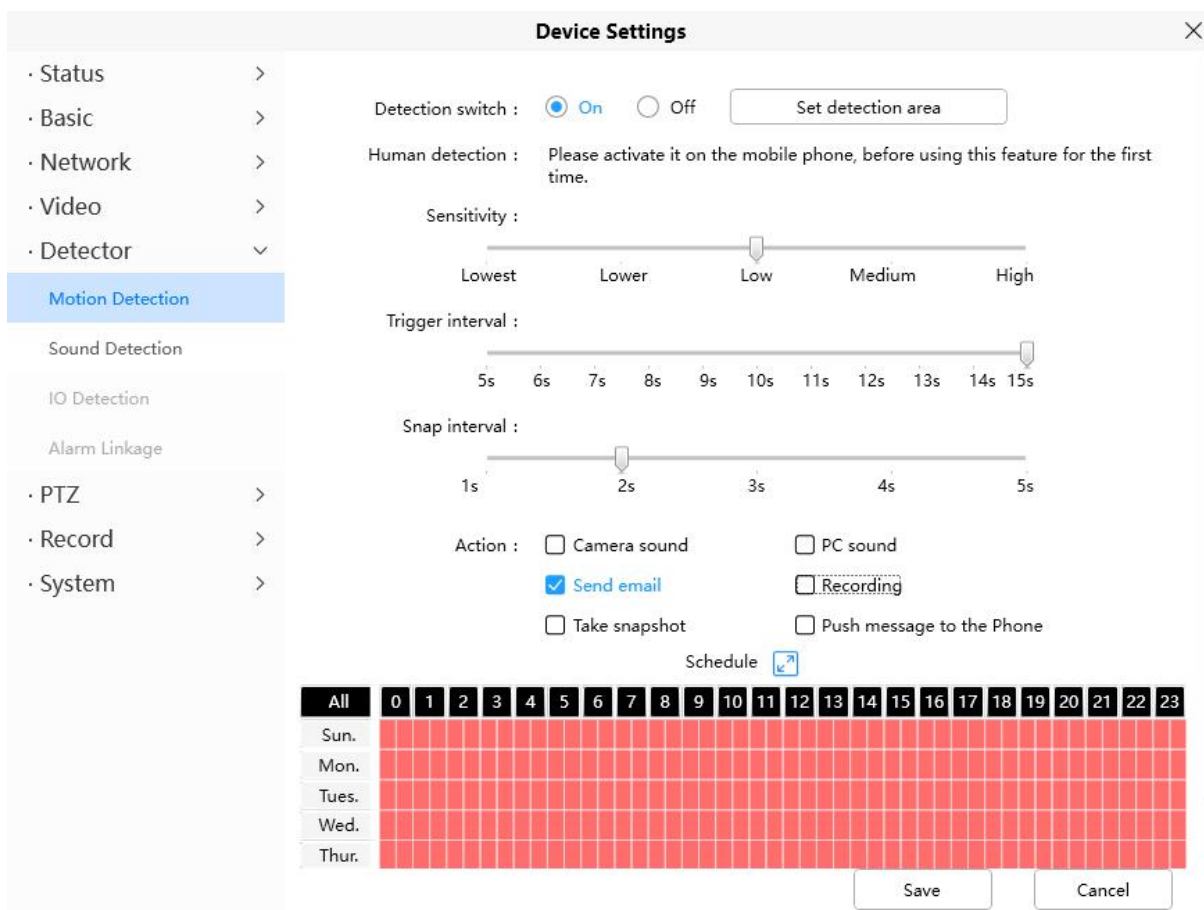 Device Settings
· Status
· Basic
· Network
· Video
· Detector
Motion Detection
Sound Detection
IO Detection
Alarm Linkage
· PTZ
· Record
· System
Detection switch : On Off Set detection area
Human detection : Please activate it on the mobile phone, before using this feature for the first
time.
Sensitivity :
Lowest Lower Low Medium High
Trigger interval :
5s 6s 7s 8s 9s 10s 11s 12s 13s 14s 15s
Snap interval :
1s 2s 3s 4s 5s
Action : Camera sound PC sound
Send email Recording
Take snapshot Push message to the Phone
Schedule
All 0 1 2 3 4 5 6 7 8 9 10 11 12 13 14 15 16 17 18 19 20 21 22 23
Sun.
Mon.
Tues.
Wed.
Thur.
Save Cancel